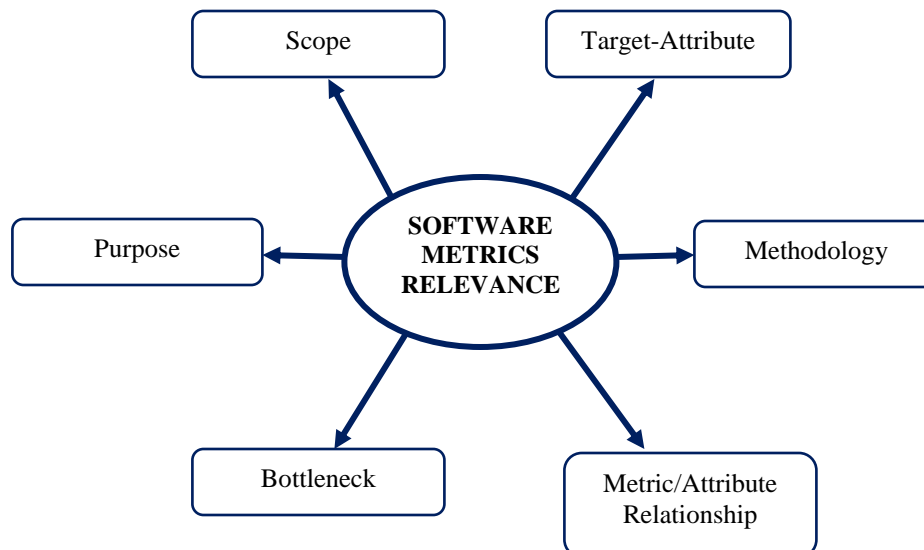 Scope
Target-Attribute
SOFTWARE
METRICS
RELEVANCE
Purpose
Methodology
Bottleneck
Metric/Attribute
Relationship